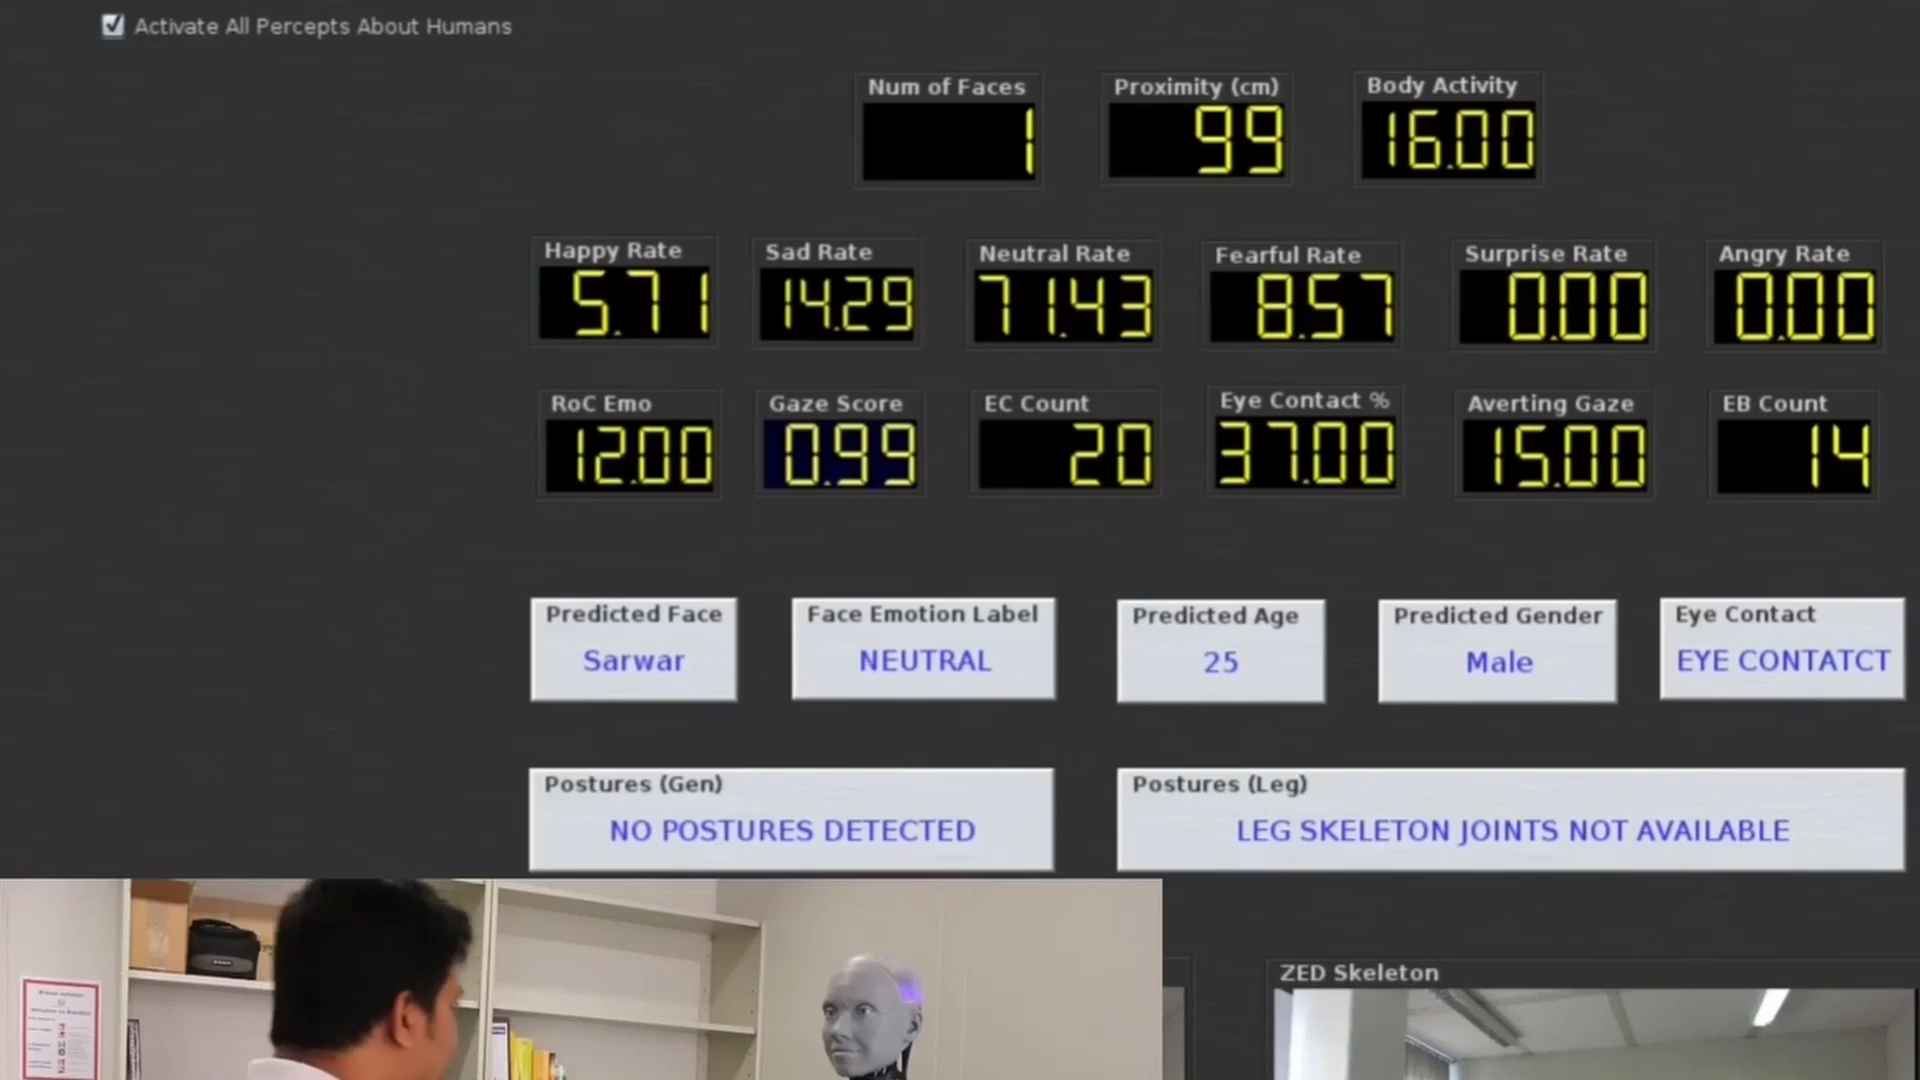 Activate All Percepts About Humans
Num of Faces
1
Proximity (cm)
99
Body Activity
16.00
Happy Rate
5.71
Sad Rate
14.29
Neutral Rate
71.43
Fearful Rate
8.57
Surprise Rate
0.00
Angry Rate
0.00
RoC Emo
12.00
Gaze Score
0.99
EC Count
20
Eye Contact %
37.00
Averting Gaze
15.00
EB Count
14
Predicted Face
Sarwar
Face Emotion Label
NEUTRAL
Predicted Age
25
Predicted Gender
Male
Eye Contact
EYE CONTATCT
Postures (Gen)
NO POSTURES DETECTED
Postures (Leg)
LEG SKELETON JOINTS NOT AVAILABLE
ZED Skeleton